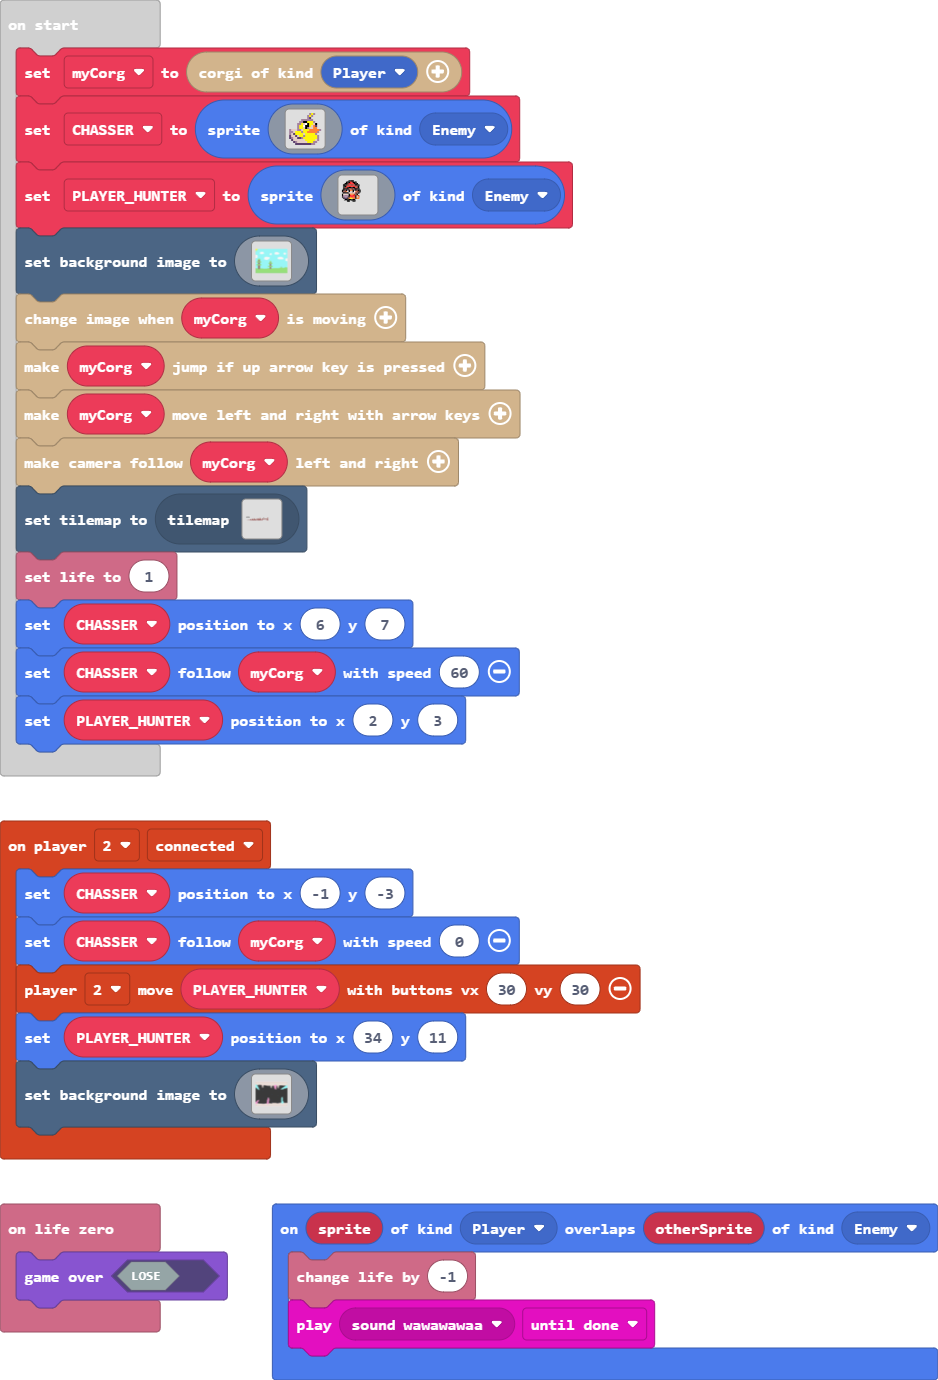 on start
set myCorg to corgi of kind Player
set CHASSER to sprite of kind Enemy
set PLAYER_HUNTER to sprite of kind Enemy
set background image to
change image when myCorg is moving
make myCorg jump if up arrow key is pressed
make myCorg move left and right with arrow keys
make camera follow myCorg left and right
set tilemap to tilemap
set life to 1
set CHASSER position to x 6 y 7
set CHASSER follow myCorg with speed 60
set PLAYER_HUNTER position to x 2 y 3
on player 2 connected
set CHASSER position to x -1 y -3
set CHASSER follow myCorg with speed 0
player 2 move PLAYER_HUNTER with buttons vx 30 vy 30
set PLAYER_HUNTER position to x 34 y 11
set background image to
on life zero
game over LOSE
on sprite of kind Player overlaps otherSprite of kind Enemy
change life by -1
play sound wawawawaa until done